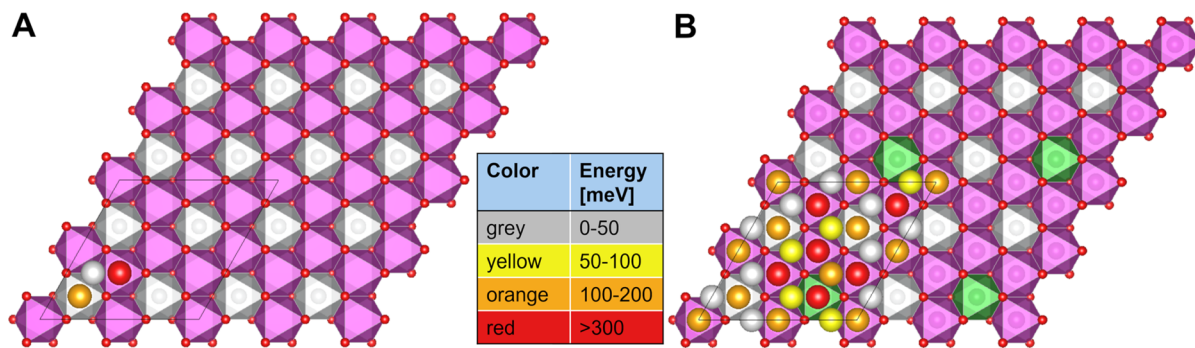 A
B
Color Energy [meV]
grey 0-50
yellow 50-100
orange 100-200
red >300